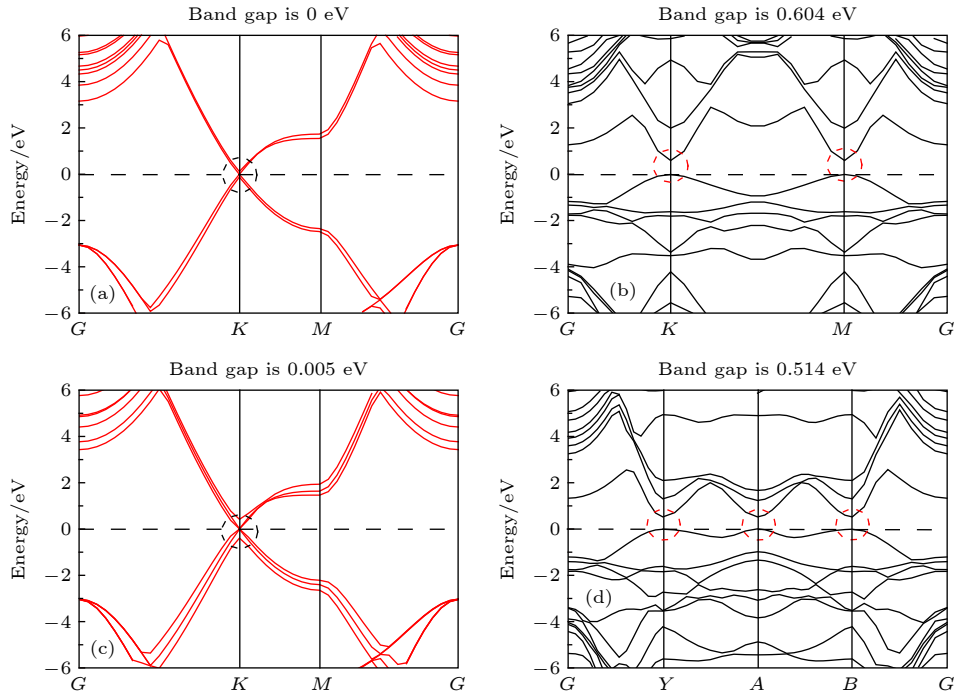 Band gap is 0 eV
Energy/eV
6
4
2
0
−2
−4
−6
(a)
G K M G
Band gap is 0.604 eV
Energy/eV
6
4
2
0
−2
−4
−6
(b)
G K M G
Band gap is 0.005 eV
Energy/eV
6
4
2
0
−2
−4
−6
(c)
G K M G
Band gap is 0.514 eV
Energy/eV
6
4
2
0
−2
−4
−6
(d)
G Y A B G